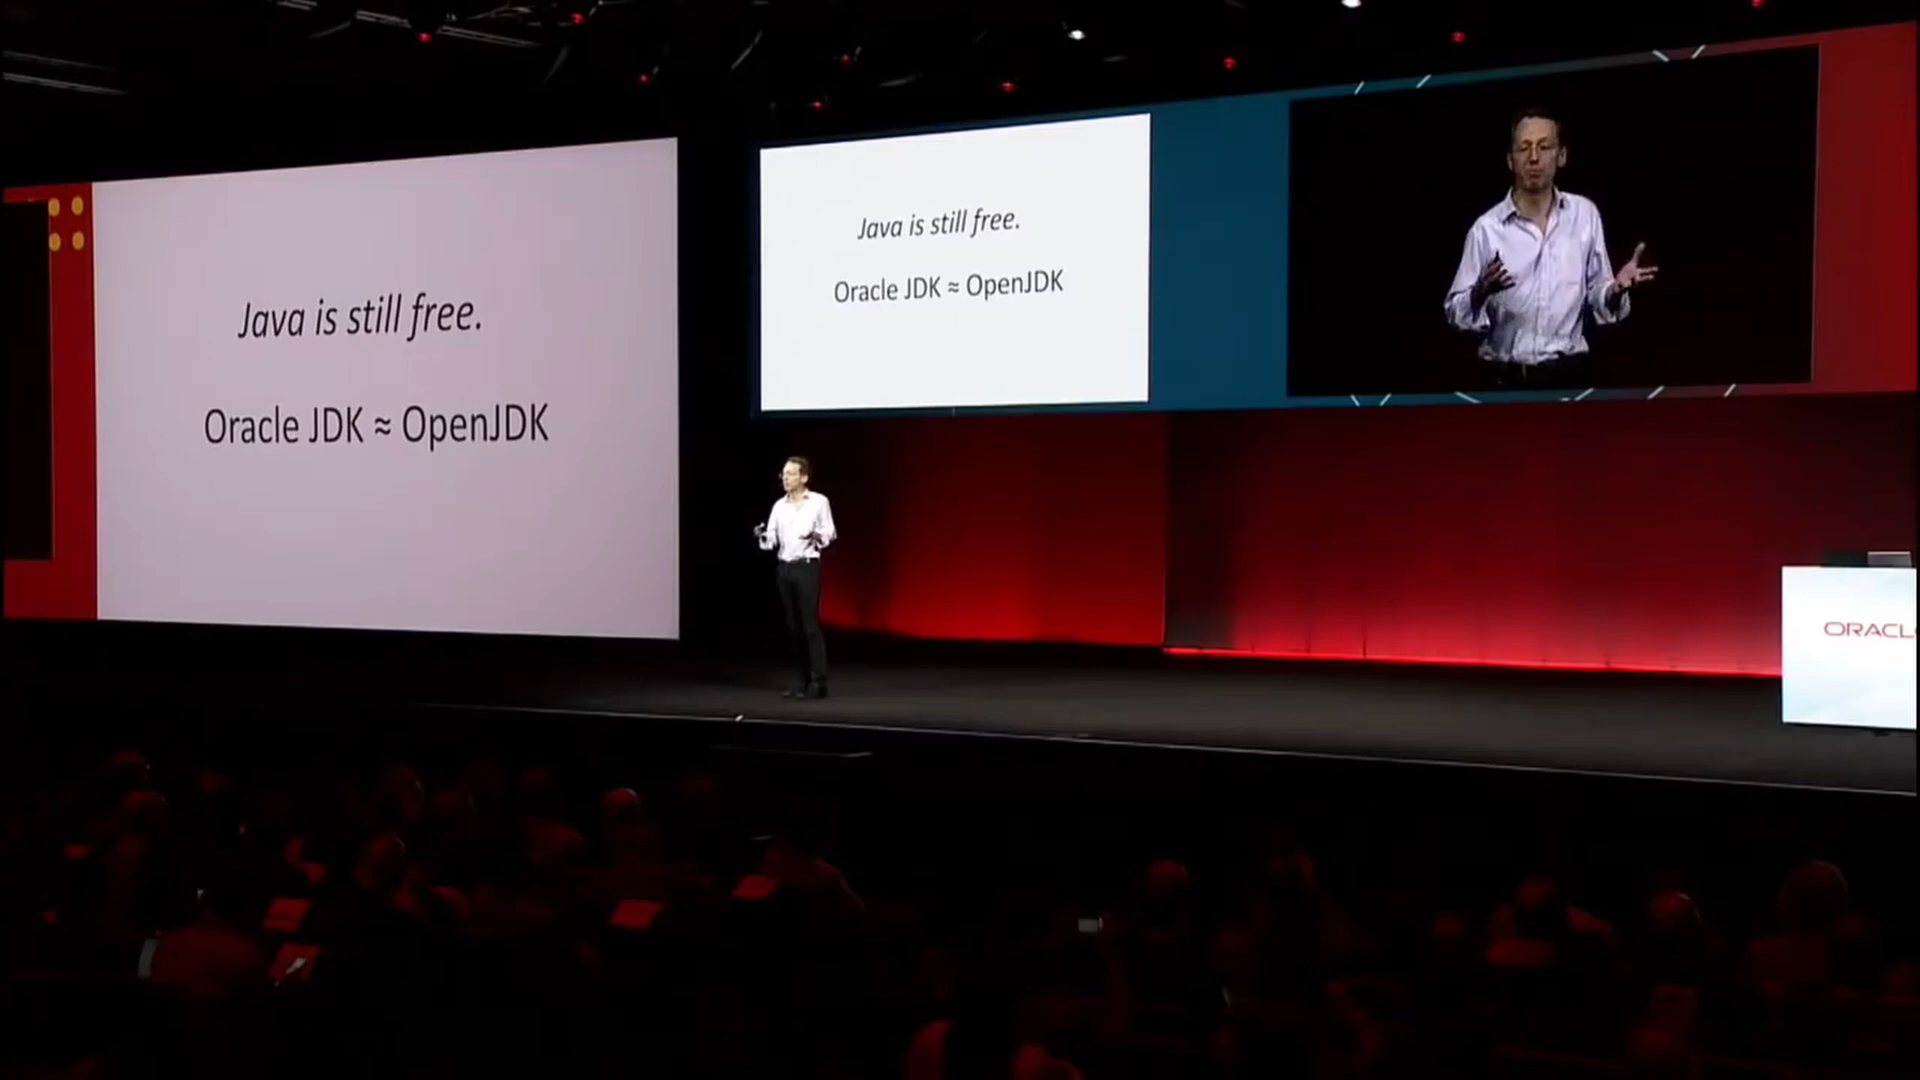 Java is still free.
Oracle JDK ≈ OpenJDK
Java is still free.
Oracle JDK ≈ OpenJDK
ORACL